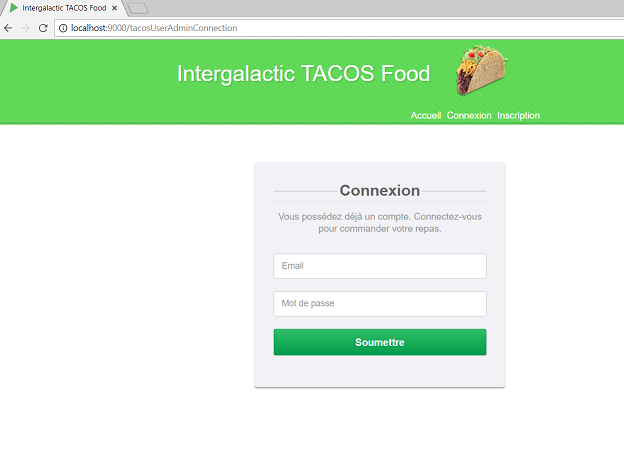 Intergalactic TACOS Food
localhost:9000/tacosUserAdminConnection
Intergalactic TACOS Food
Accueil Connexion Inscription
Connexion
Vous possédez déjà un compte. Connectez-vous
pour commander votre repas.
Email
Mot de passe
Soumettre